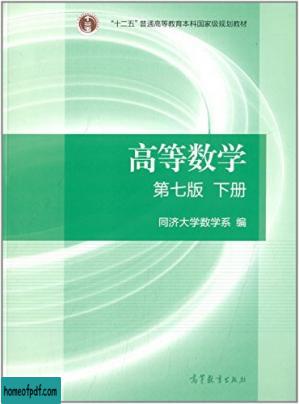 "十二五"普通高等教育本科国家级规划教材
高等数学
第七版 下册
同济大学数学系 编
高等教育出版社
homeofpdf.com